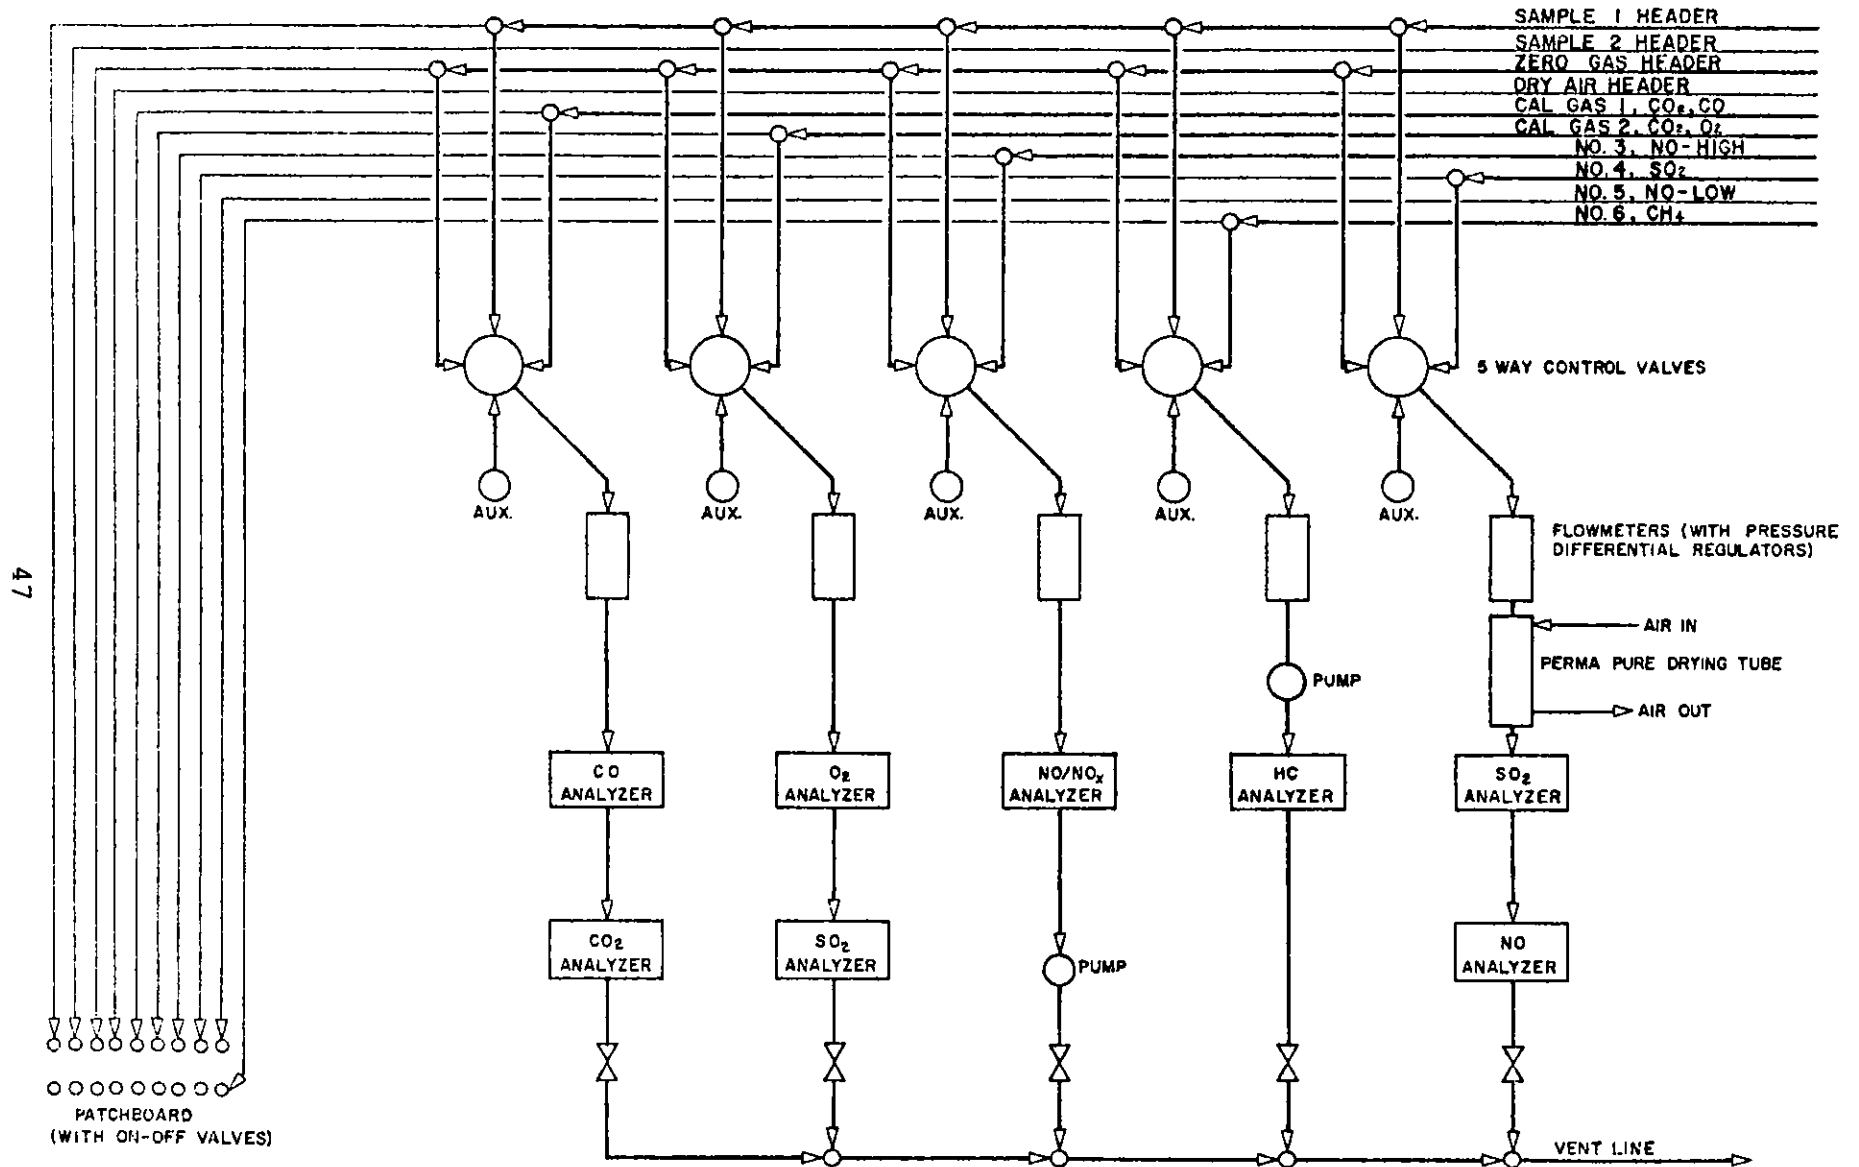 SAMPLE 1 HEADER
SAMPLE 2 HEADER
ZERO GAS HEADER
DRY AIR HEADER
CAL GAS 1, CO₂, CO
CAL GAS 2, CO₂, O₂
NO. 3, NO-HIGH
NO. 4, SO₂
NO. 5, NO-LOW
NO. 6, CH₄
5 WAY CONTROL VALVES
AUX.
AUX.
AUX.
AUX.
AUX.
FLOWMETERS (WITH PRESSURE
DIFFERENTIAL REGULATORS)
47
AIR IN
PERMA PURE DRYING TUBE
PUMP
AIR OUT
CO
ANALYZER
O₂
ANALYZER
NO/NOₓ
ANALYZER
HC
ANALYZER
SO₂
ANALYZER
CO₂
ANALYZER
SO₂
ANALYZER
PUMP
NO
ANALYZER
PATCHBOARD
(WITH ON-OFF VALVES)
VENT LINE